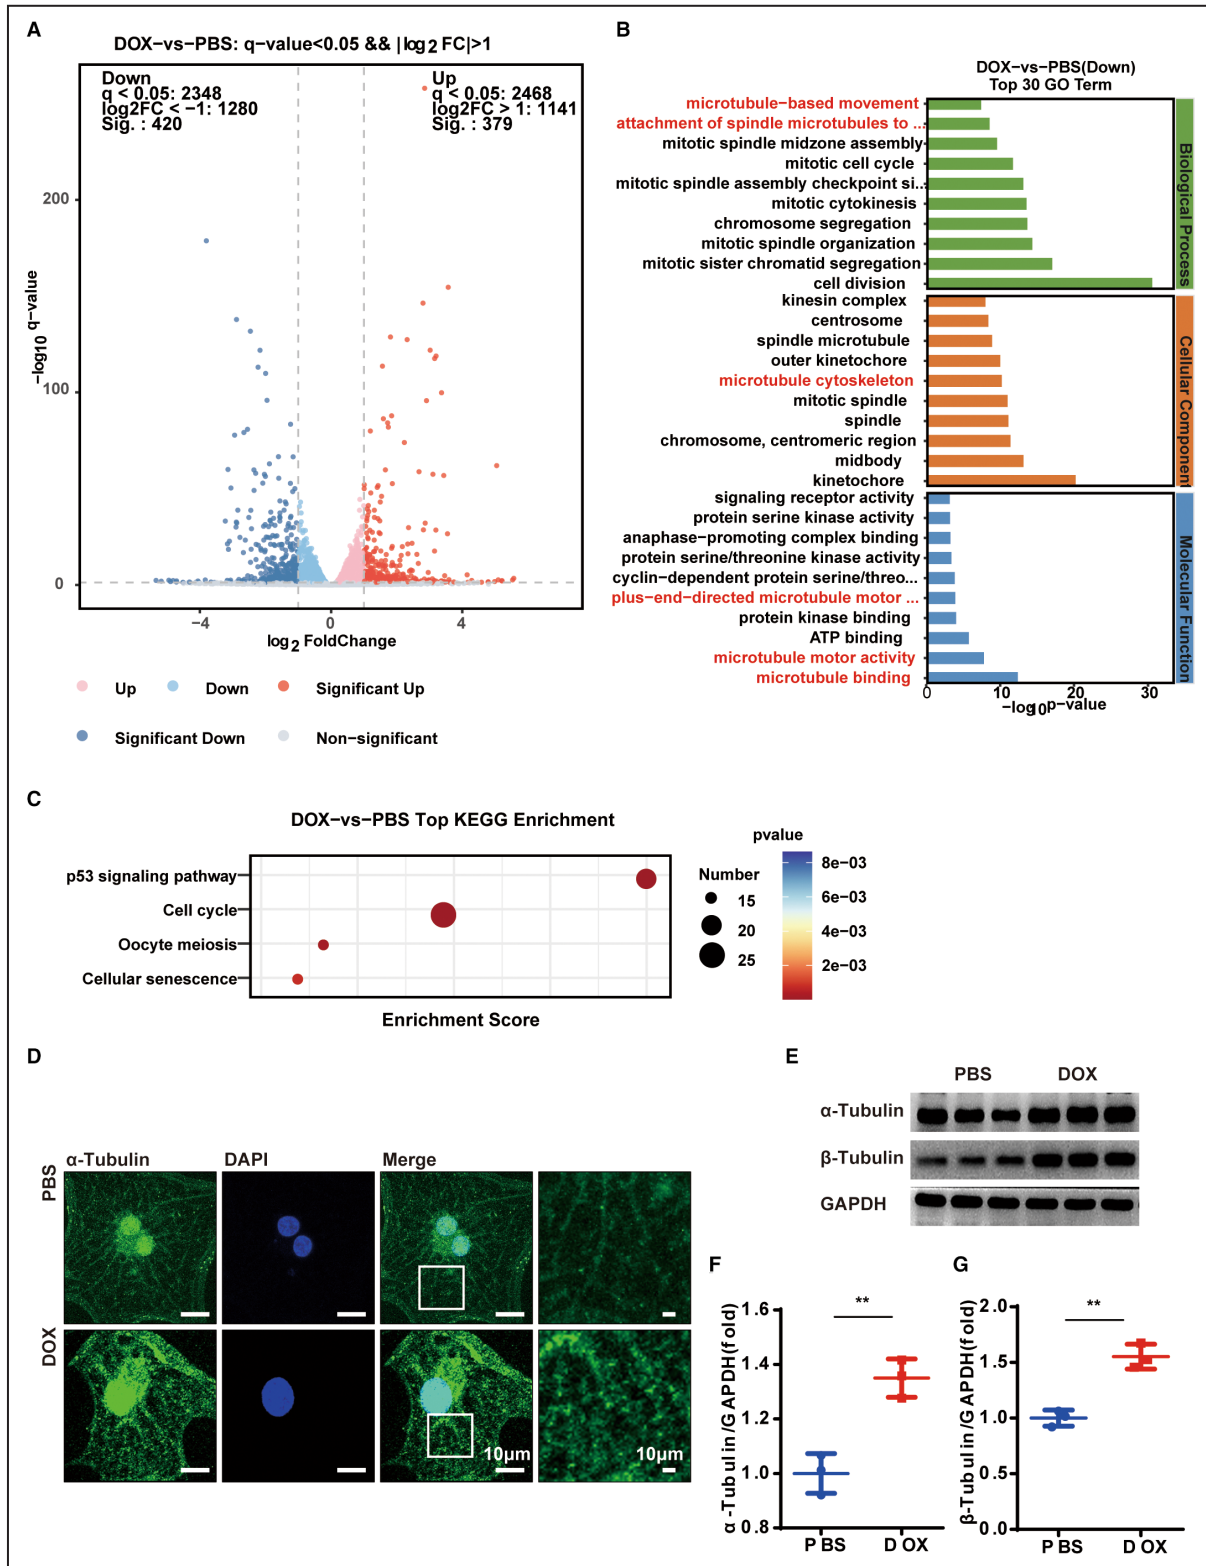 A
DOX-vs-PBS: q-value<0.05 && |log2 FC|>1
Down
q < 0.05: 2348
log2FC < -1: 1280
Sig. : 420
Up
q < 0.05: 2468
log2FC > 1: 1141
Sig. : 379
200
100
0
-log10 q-value
-4
0
4
log2 FoldChange
Up
Down
Significant Up
Significant Down
Non-significant
B
DOX-vs-PBS(Down)
Top 30 GO Term
microtubule-based movement
attachment of spindle microtubules to ...
mitotic spindle midzone assembly
mitotic cell cycle
mitotic spindle assembly checkpoint si...
mitotic cytokinesis
chromosome segregation
mitotic spindle organization
mitotic sister chromatid segregation
cell division
Biological Process
kinesin complex
centrosome
spindle microtubule
outer kinetochore
microtubule cytoskeleton
mitotic spindle
spindle
chromosome, centromeric region
midbody
kinetochore
Cellular Component
signaling receptor activity
protein serine kinase activity
anaphase-promoting complex binding
protein serine/threonine kinase activity
cyclin-dependent protein serine/threo...
plus-end-directed microtubule motor ...
protein kinase binding
ATP binding
microtubule motor activity
microtubule binding
Molecular Function
0
10
20
30
-log10p-value
C
DOX-vs-PBS Top KEGG Enrichment
p53 signaling pathway
Cell cycle
Oocyte meiosis
Cellular senescence
Enrichment Score
Number
15
20
25
pvalue
8e-03
6e-03
4e-03
2e-03
D
α-Tubulin
DAPI
Merge
PBS
DOX
10μm
10μm
E
PBS
DOX
α-Tubulin
β-Tubulin
GAPDH
F
α-Tubulin/GAPDH(fold)
1.6
1.4
1.2
1.0
0.8
**
PBS
DOX
G
β-Tubulin/GAPDH(fold)
2.0
1.5
1.0
0.5
0.0
**
PBS
DOX